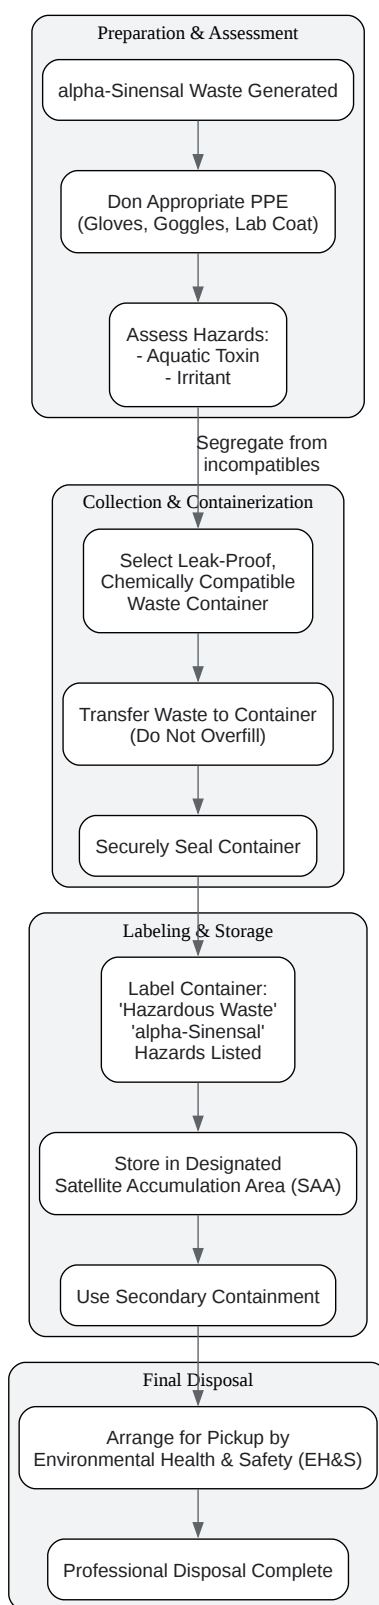 Preparation & Assessment
alpha-Sinensal Waste Generated
Don Appropriate PPE
(Gloves, Goggles, Lab Coat)
Assess Hazards:
- Aquatic Toxin
- Irritant
Segregate from
incompatibles
Collection & Containerization
Select Leak-Proof,
Chemically Compatible
Waste Container
Transfer Waste to Container
(Do Not Overfill)
Securely Seal Container
Labeling & Storage
Label Container:
'Hazardous Waste'
'alpha-Sinensal'
Hazards Listed
Store in Designated
Satellite Accumulation Area (SAA)
Use Secondary Containment
Final Disposal
Arrange for Pickup by
Environmental Health & Safety (EH&S)
Professional Disposal Complete